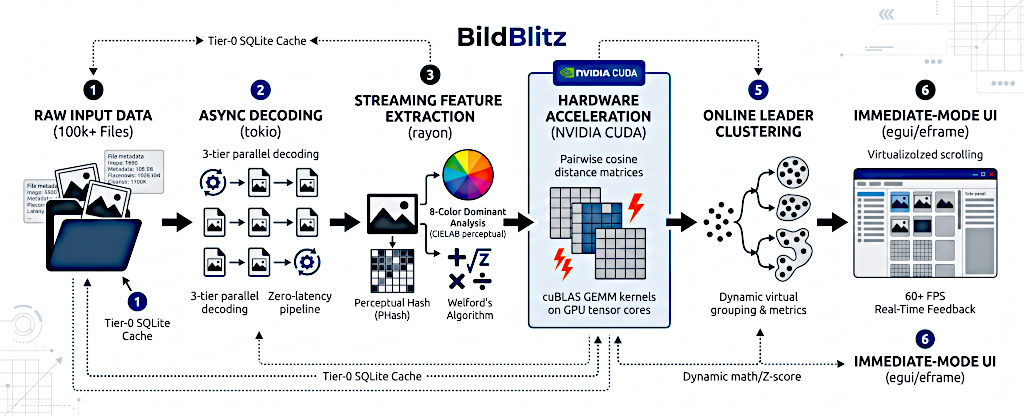 BildBlitz
Tier-0 SQLite Cache
1
RAW INPUT DATA
(100k+ Files)
File metadata
Metadata: 105.08
File metada
1
Tier-0 SQLite
Cache
2
ASYNC DECODING
(tokio)
3-tier parallel decoding
3-tier parallel
decoding
Zero-latency
pipeline
3
STREAMING FEATURE
EXTRACTION
(rayon)
8-Color Dominant
Analysis
(CIELAB perceptual)
Perceptual Hash
(PHash)
+ √z
× ÷
Welford's
Algorithm
NVIDIA CUDA
HARDWARE
ACCELERATION
(NVIDIA CUDA)
Pairwise cosine
distance matrices
cuBLAS GEMM kernels
on GPU tensor cores
5
ONLINE LEADER
CLUSTERING
Dynamic virtual
grouping & metrics
6
IMMEDIATE-MODE UI
(egui/eframe)
Virtualizolzed scrolling
Side panel
60+ FPS
Real-Time Feedback
6
IMMEDIATE-MODE UI
(egui/eframe)
Tier-0 SQLite Cache
Dynamic math/Z-score